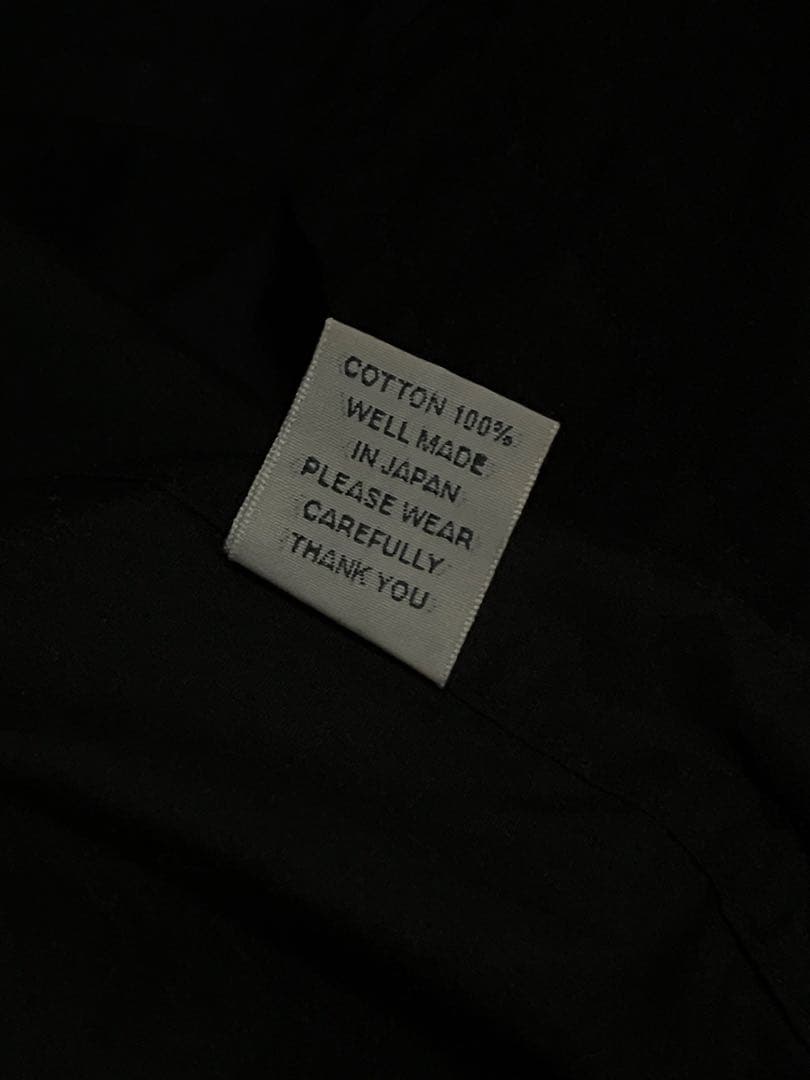 COTTON 100%
WELL MADE
IN JAPAN
PLEASE WEAR
CAREFULLY
THANK YOU